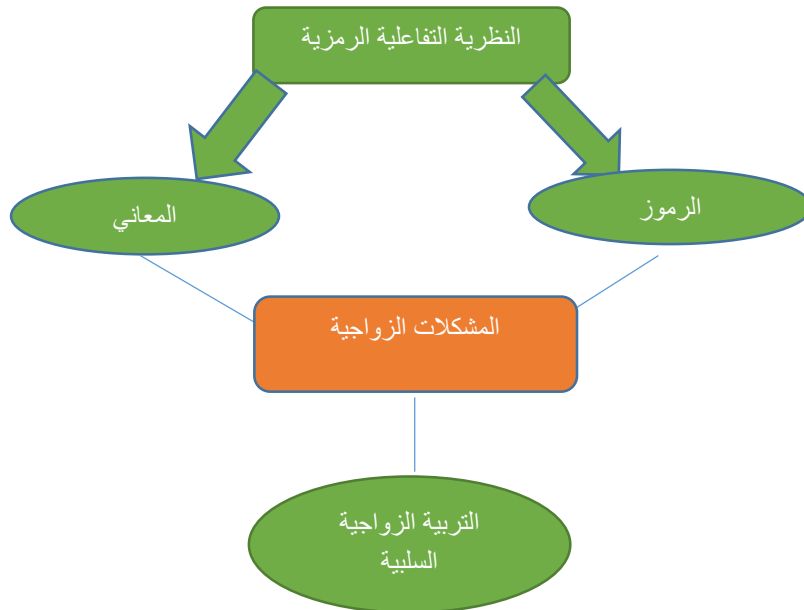 النظرية التفاعلية الرمزية
الرموز
المعاني
المشكلات الزواجية
التربية الزواجية
السلبية